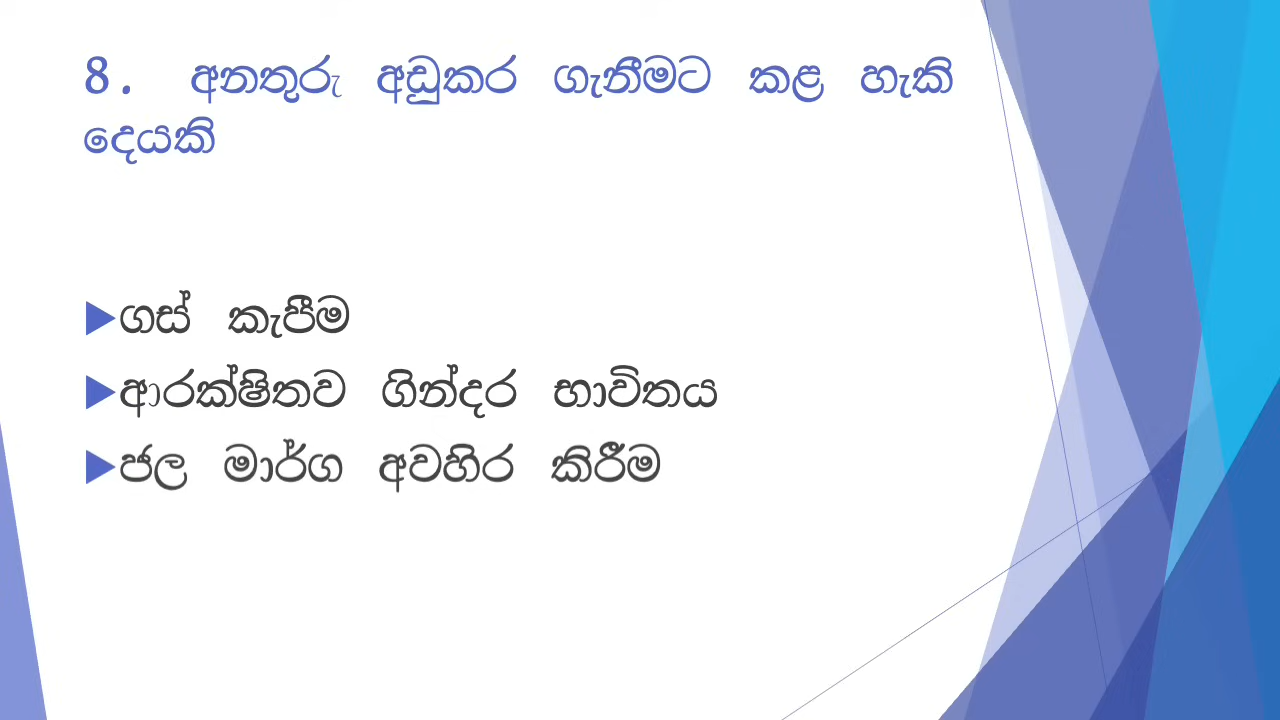 8. අනතුරැ අඩුකර ගැනීමට කළ හැකි
දෙයකි
ගස් කැපීම
ආරක්ෂිතව ගින්දර භාවිතය
ජල මාර්ග අවහිර කිරීම